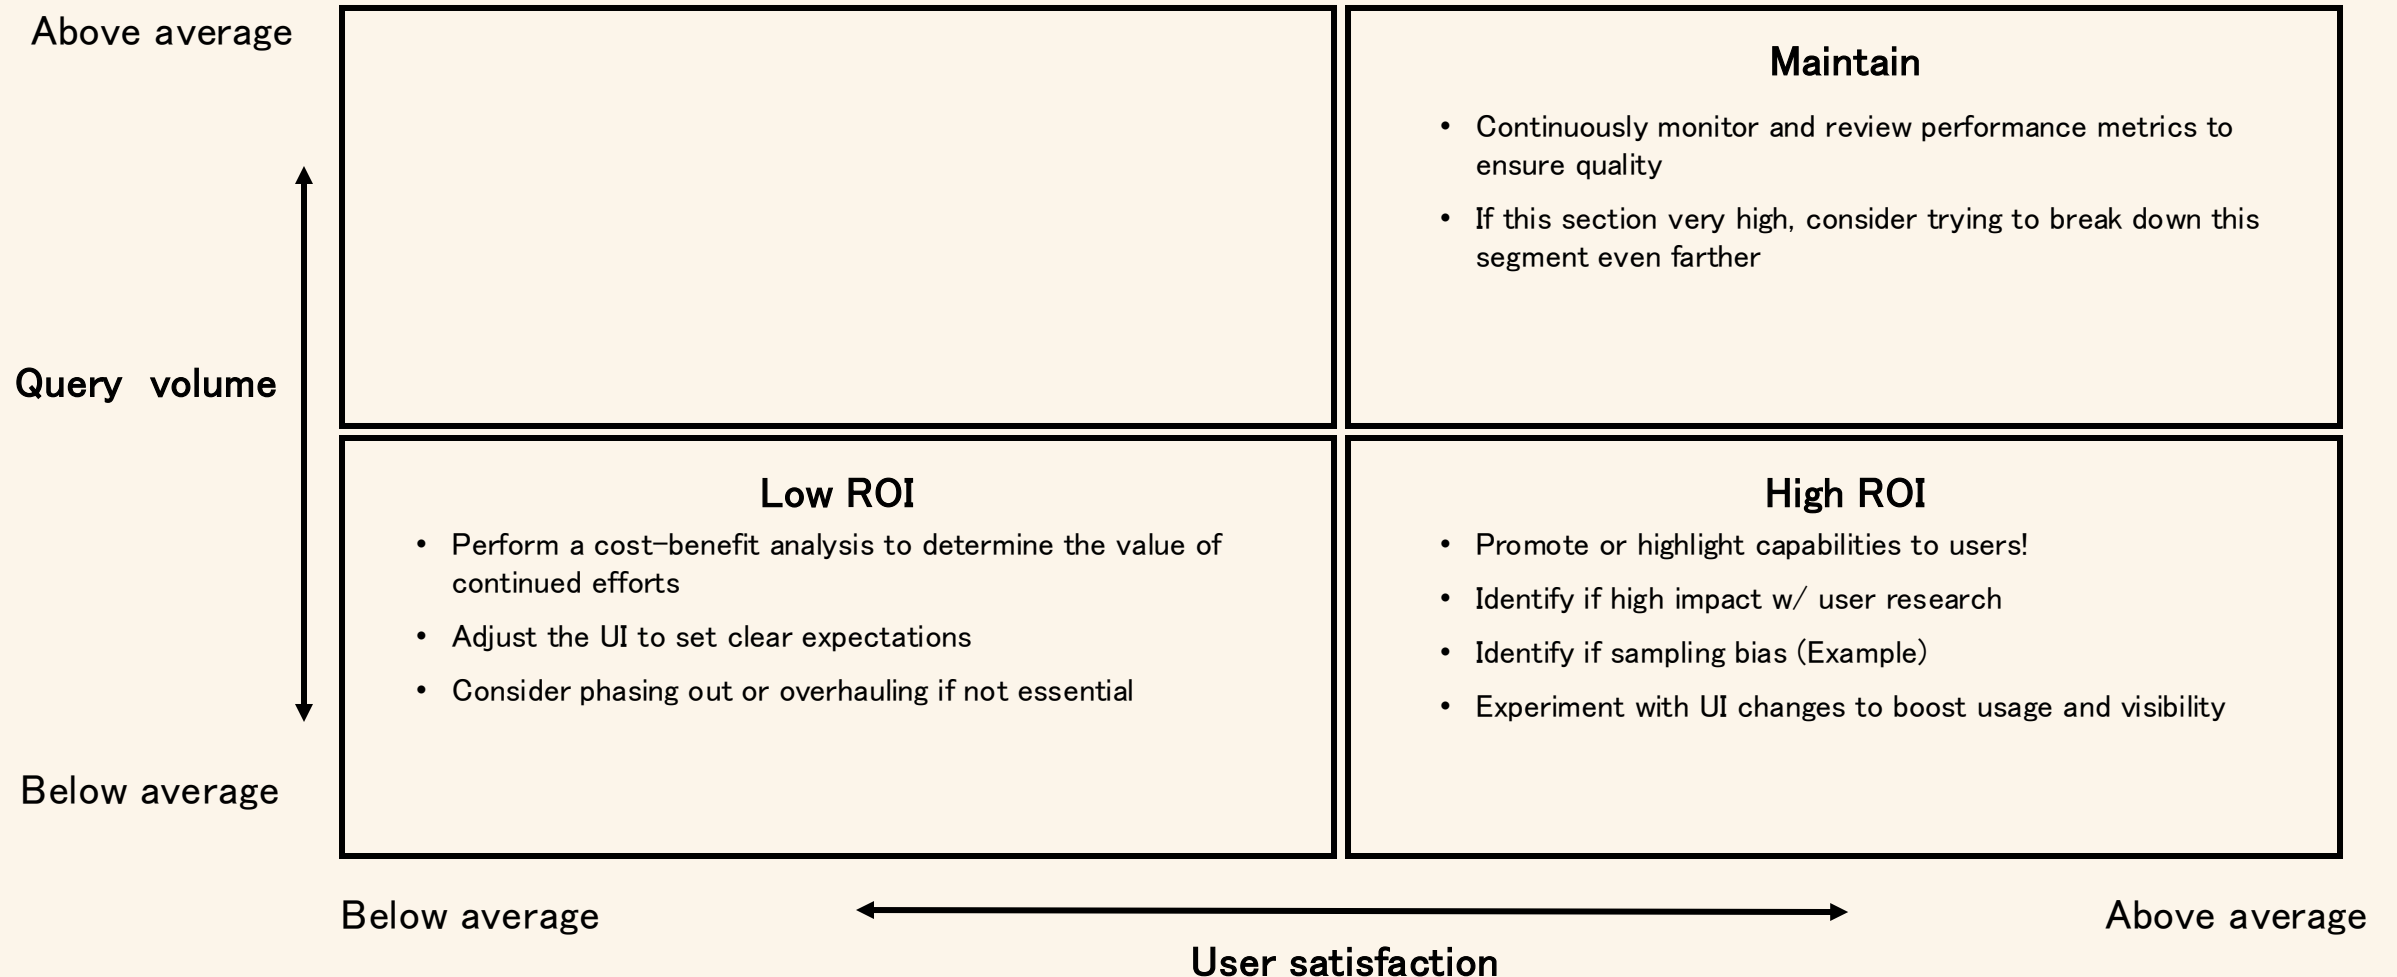 Above average
Maintain
• Continuously monitor and review performance metrics to
ensure quality
• If this section very high, consider trying to break down this
segment even farther
Query volume
Low ROI
• Perform a cost-benefit analysis to determine the value of
continued efforts
• Adjust the UI to set clear expectations
• Consider phasing out or overhauling if not essential
High ROI
• Promote or highlight capabilities to users!
• Identify if high impact w/ user research
• Identify if sampling bias (Example)
• Experiment with UI changes to boost usage and visibility
Below average
Below average
Above average
User satisfaction